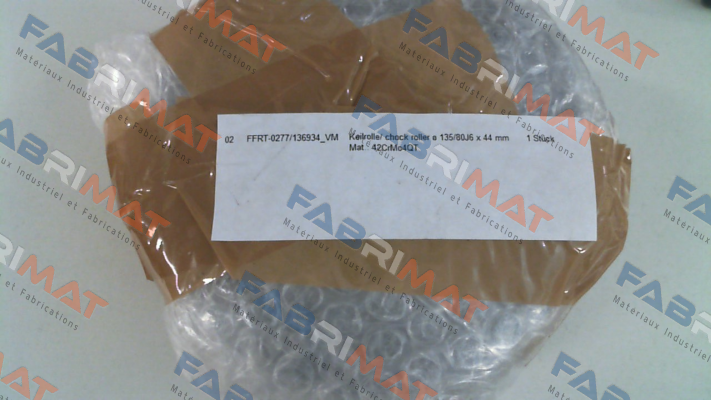 02 FFRT-0277/136934_VM Keilrolle/ chock roller ø 135/80J6 x 44 mm 1 Stück
Mat.: 42CrMo4QT
FABRIMAT
Matériaux Industriel et Fabrications